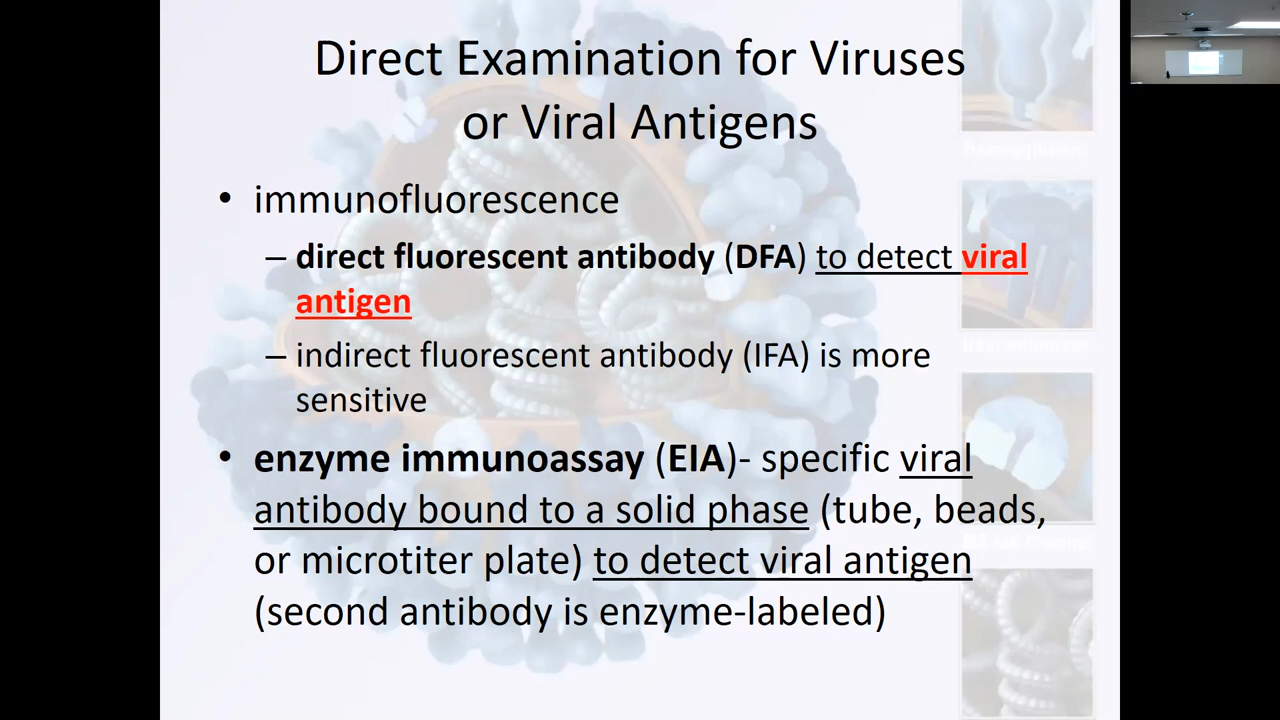 Direct Examination for Viruses
or Viral Antigens
• immunofluorescence
– direct fluorescent antibody (DFA) to detect viral
antigen
– indirect fluorescent antibody (IFA) is more
sensitive
• enzyme immunoassay (EIA)- specific viral
antibody bound to a solid phase (tube, beads,
or microtiter plate) to detect viral antigen
(second antibody is enzyme-labeled)